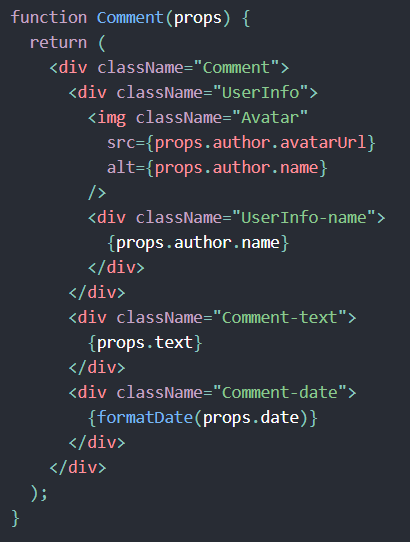 function Comment(props) {
  return (
    <div className="Comment">
      <div className="UserInfo">
        <img className="Avatar"
          src={props.author.avatarUrl}
          alt={props.author.name}
        />
        <div className="UserInfo-name">
          {props.author.name}
        </div>
      </div>
      <div className="Comment-text">
        {props.text}
      </div>
      <div className="Comment-date">
        {formatDate(props.date)}
      </div>
    </div>
  );
}